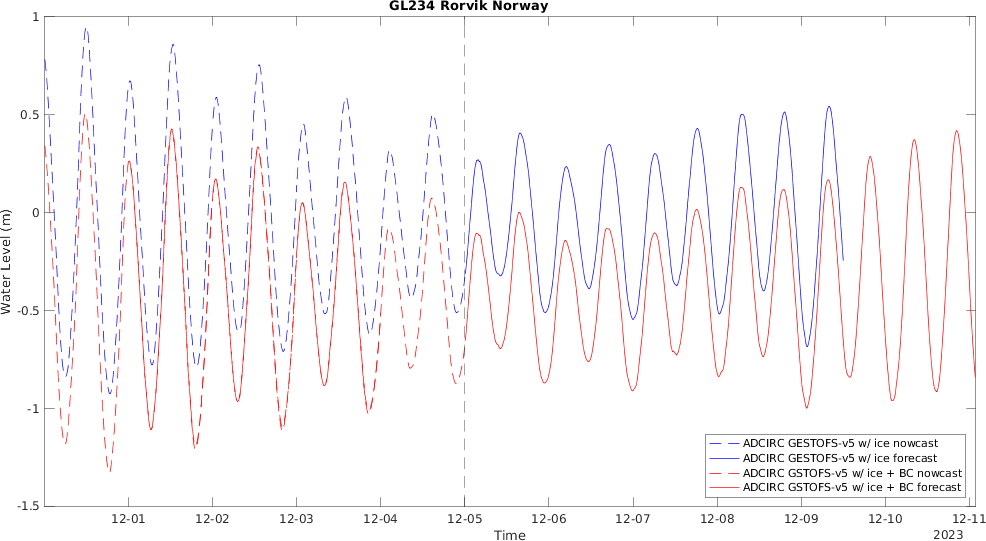 GL234 Rorvik Norway
1
0.5
0
-0.5
-1
-1.5
Water Level (m)
ADCIRC GESTOFS-v5 w/ ice nowcast
ADCIRC GESTOFS-v5 w/ ice forecast
ADCIRC GSTOFS-v5 w/ ice + BC nowcast
ADCIRC GSTOFS-v5 w/ ice + BC forecast
12-01 12-02 12-03 12-04 12-05 12-06 12-07 12-08 12-09 12-10 12-11
Time
2023